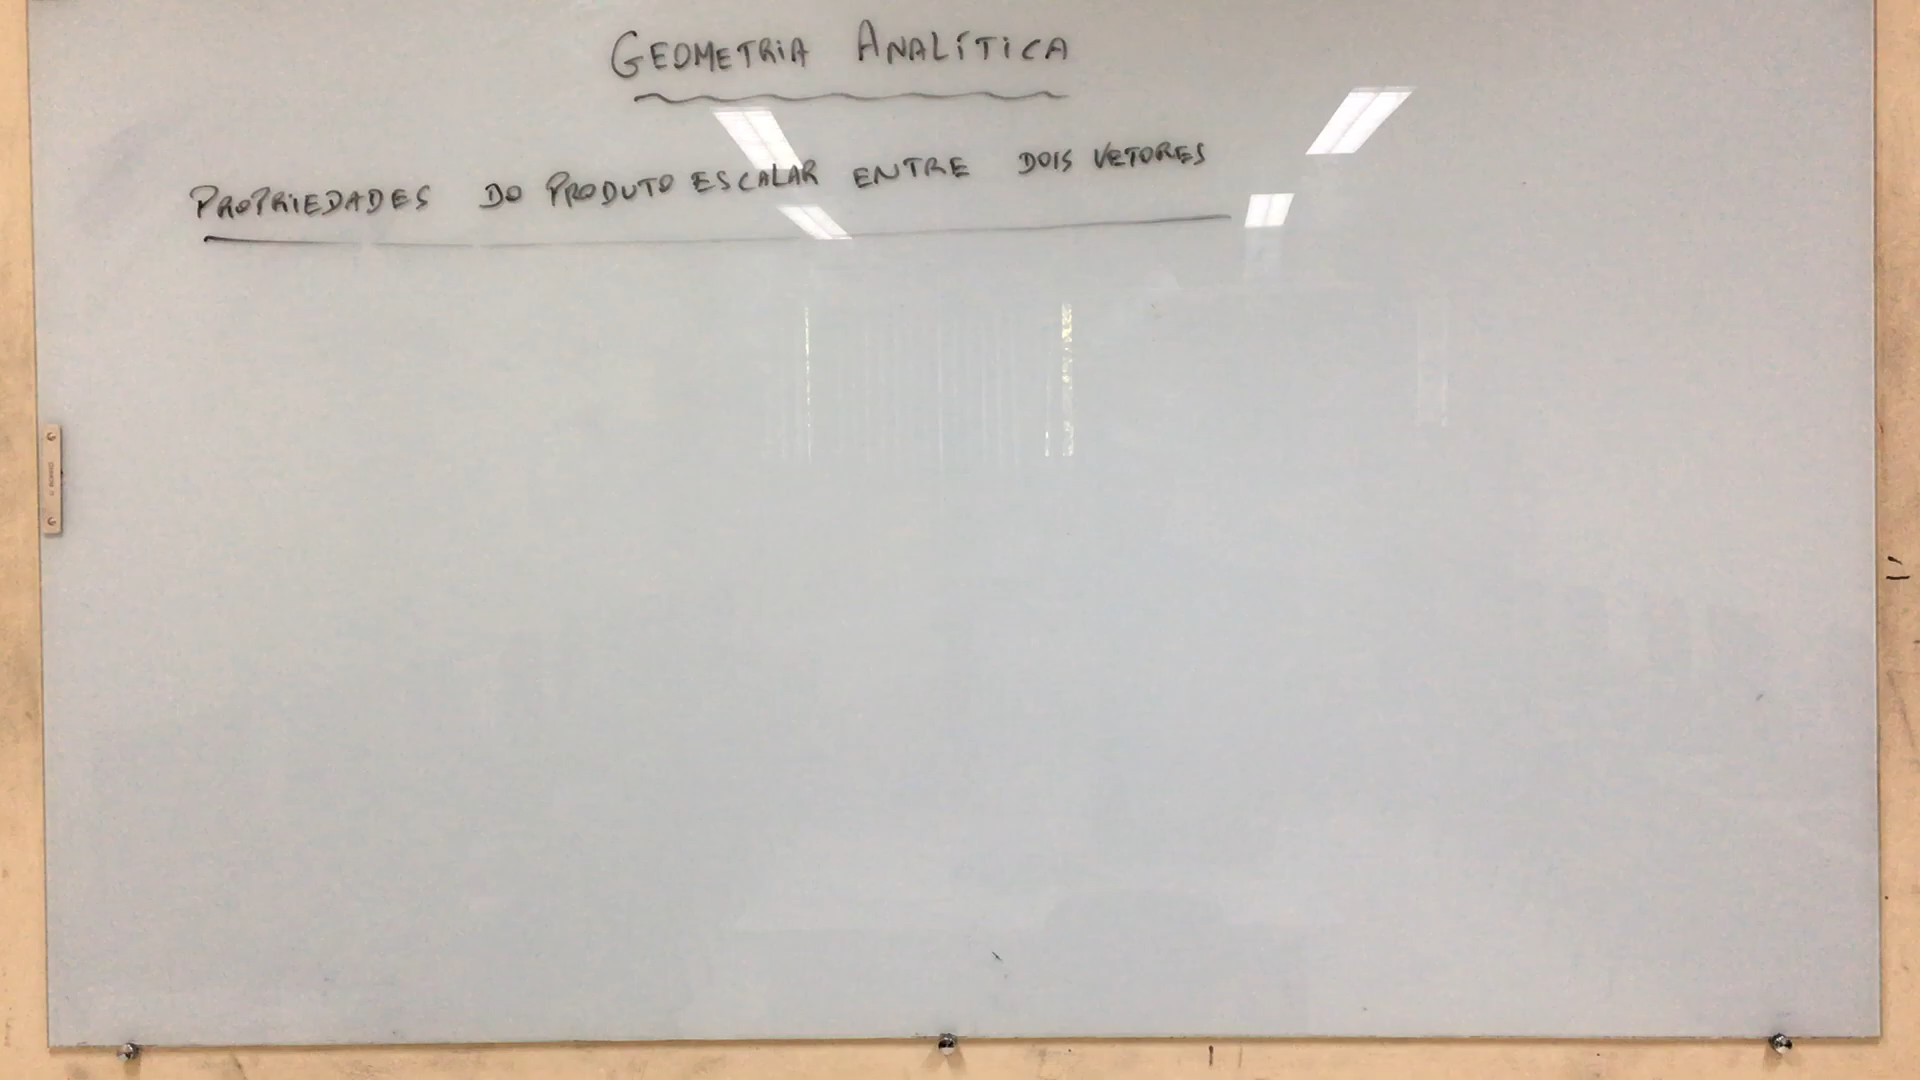 GEOMETRIA ANALÍTICA
PROPRIEDADES DO PRODUTO ESCALAR ENTRE DOIS VETORES